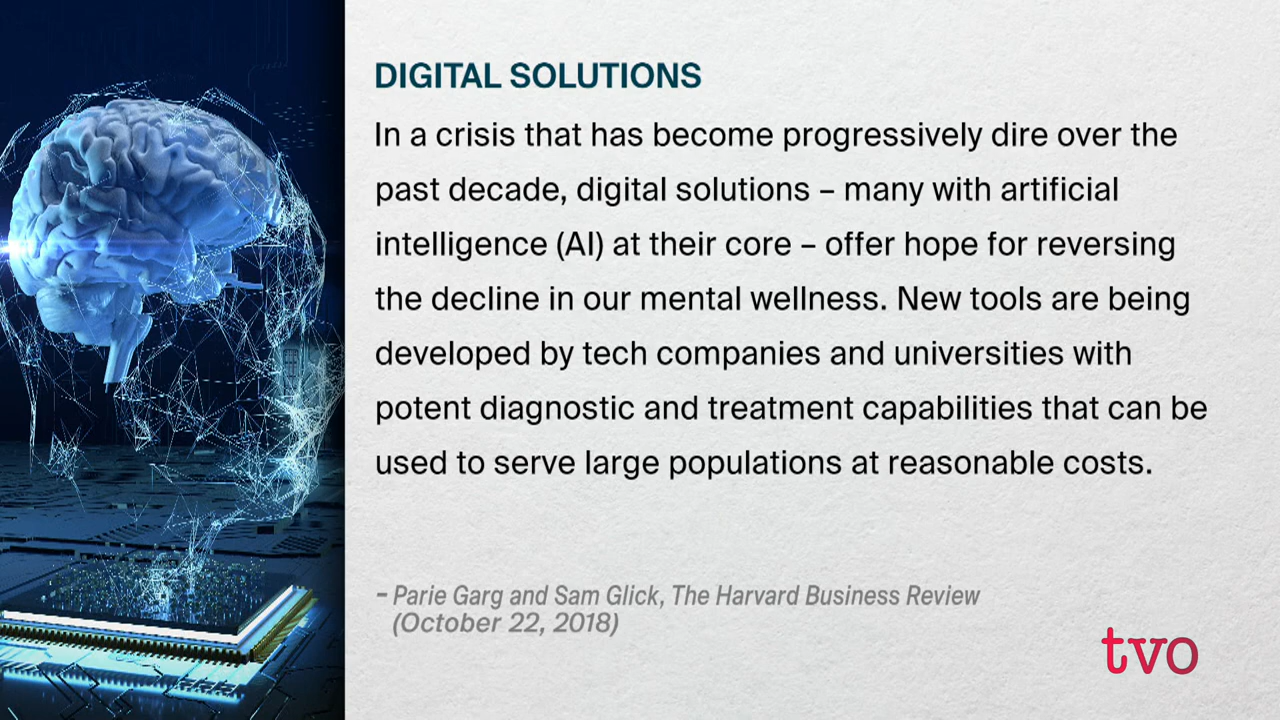 DIGITAL SOLUTIONS
In a crisis that has become progressively dire over the
past decade, digital solutions – many with artificial
intelligence (AI) at their core – offer hope for reversing
the decline in our mental wellness. New tools are being
developed by tech companies and universities with
potent diagnostic and treatment capabilities that can be
used to serve large populations at reasonable costs.
– Parie Garg and Sam Glick, The Harvard Business Review
(October 22, 2018)
tvo